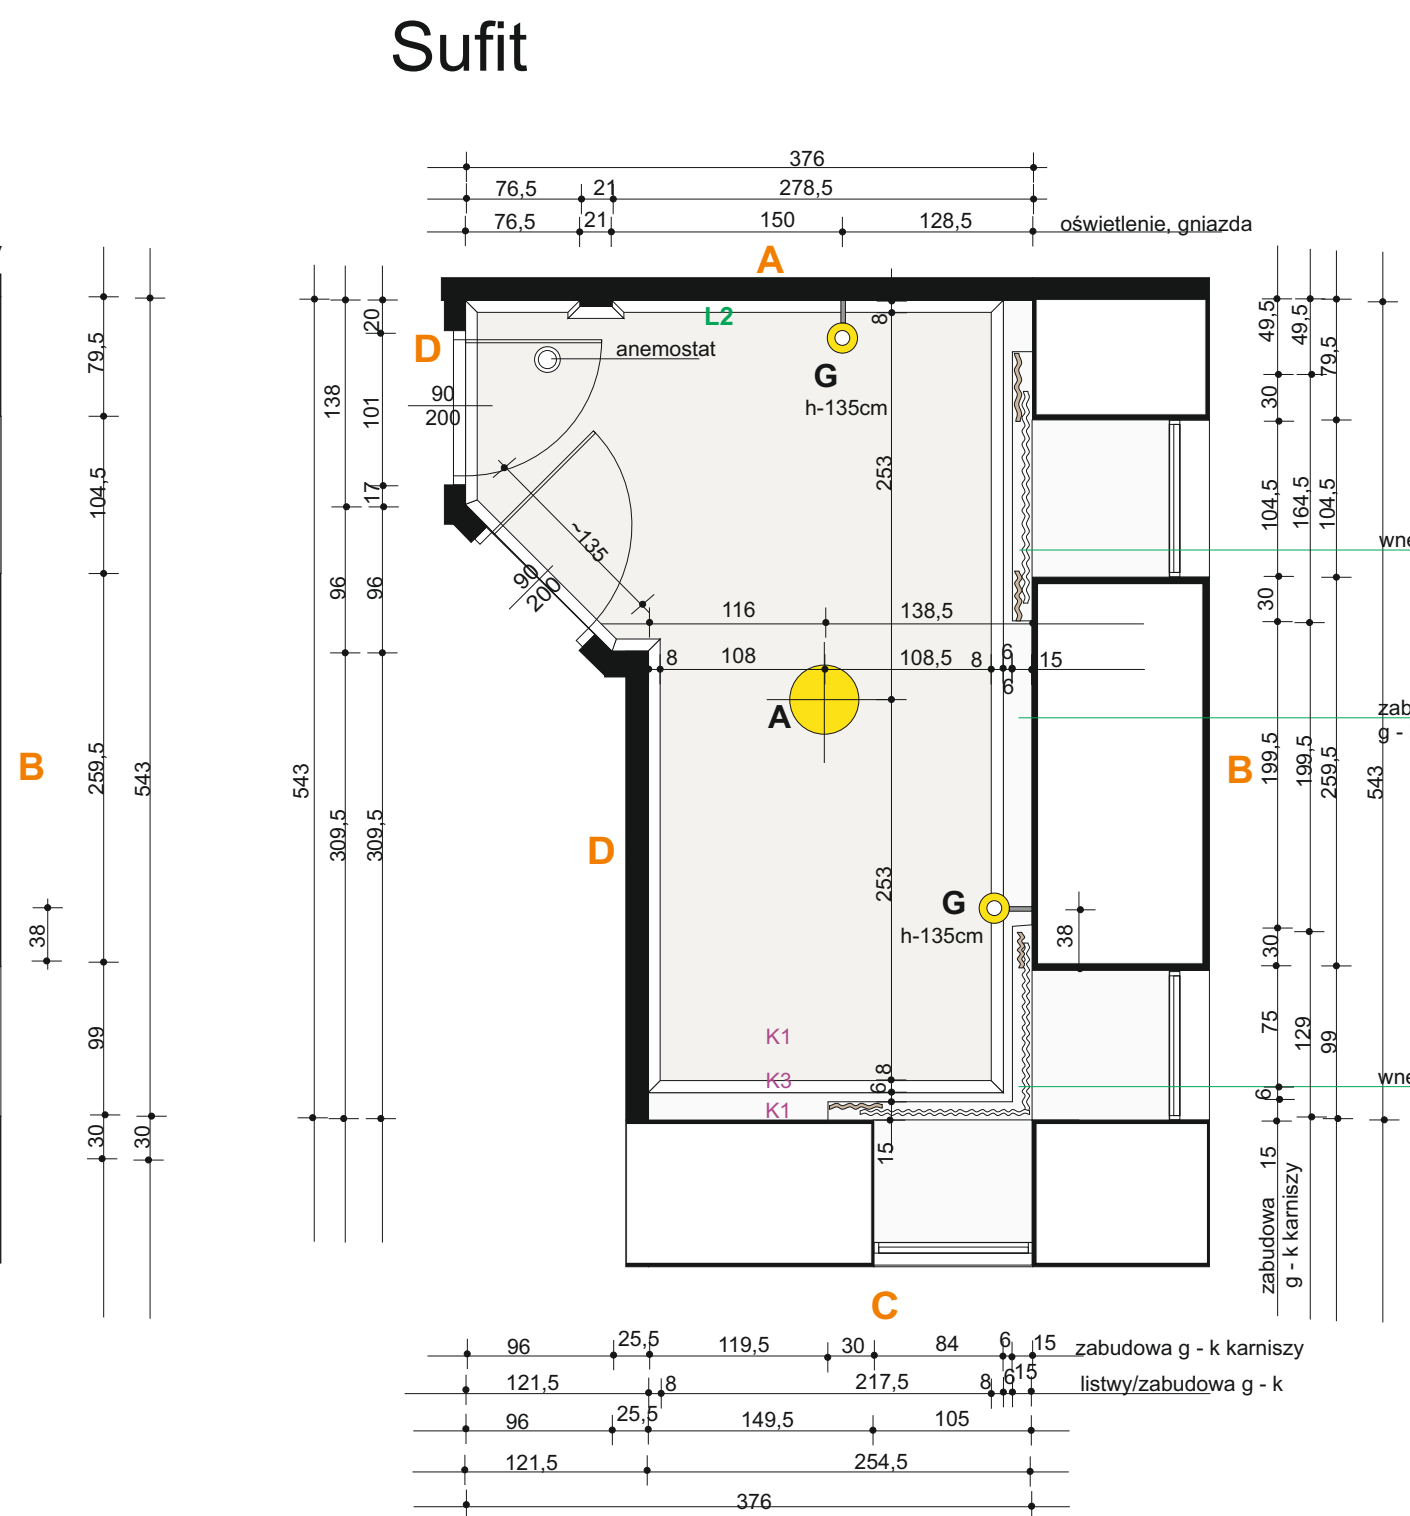 Sufit
376
76,5 21 278,5
76,5 21 150 128,5 oświetlenie, gniazda
A
L2
D
anemostat
8
G
h-135cm
90
200
253
~135
90
200
116 138,5
8 108 108,5 8 6 15
6
A
D
253
G
h-135cm
38
K1
K3
K1
8
6
15
B
79,5
104,5
259,5
99
30
543
30
38
543
138
96
309,5
20
101
17
96
309,5
B
49,5
30
104,5
30
199,5
30
75
6
15
zabudowa
g - k karniszy
49,5
164,5
199,5
129
79,5
104,5
259,5
99
543
g -
C
96 25,5 119,5 30 84 6 15 zabudowa g - k karniszy
121,5 8 217,5 8 6 15 listwy/zabudowa g - k
96 25,5 149,5 105
121,5 254,5
376